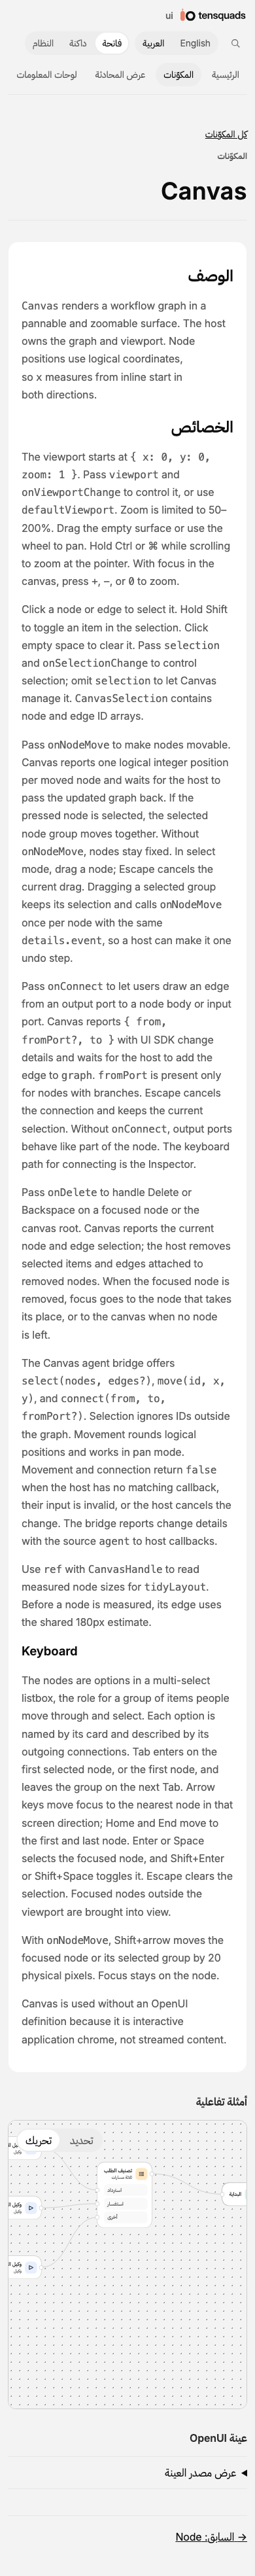 tensquads ui
English العربية فاتحة داكنة النظام
الرئيسية المكوّنات عرض المحادثة لوحات المعلومات
كل المكوّنات
المكوّنات
Canvas
الوصف
Canvas renders a workflow graph in a
pannable and zoomable surface. The host
owns the graph and viewport. Node
positions use logical coordinates,
so x measures from inline start in
both directions.
الخصائص
The viewport starts at { x: 0, y: 0,
zoom: 1 }. Pass viewport and
onViewportChange to control it, or use
defaultViewport. Zoom is limited to 50–
200%. Drag the empty surface or use the
wheel to pan. Hold Ctrl or ⌘ while scrolling
to zoom at the pointer. With focus in the
canvas, press +, −, or 0 to zoom.
Click a node or edge to select it. Hold Shift
to toggle an item in the selection. Click
empty space to clear it. Pass selection
and onSelectionChange to control
selection; omit selection to let Canvas
manage it. CanvasSelection contains
node and edge ID arrays.
Pass onNodeMove to make nodes movable.
Canvas reports one logical integer position
per moved node and waits for the host to
pass the updated graph back. If the
pressed node is selected, the selected
node group moves together. Without
onNodeMove, nodes stay fixed. In select
mode, drag a node; Escape cancels the
current drag. Dragging a selected group
keeps its selection and calls onNodeMove
once per node with the same
details.event, so a host can make it one
undo step.
Pass onConnect to let users draw an edge
from an output port to a node body or input
port. Canvas reports { from,
fromPort?, to } with UI SDK change
details and waits for the host to add the
edge to graph. fromPort is present only
for nodes with branches. Escape cancels
the connection and keeps the current
selection. Without onConnect, output ports
behave like part of the node. The keyboard
path for connecting is the Inspector.
Pass onDelete to handle Delete or
Backspace on a focused node or the
canvas root. Canvas reports the current
node and edge selection; the host removes
selected items and edges attached to
removed nodes. When the focused node is
removed, focus goes to the node that takes
its place, or to the canvas when no node
is left.
The Canvas agent bridge offers
select(nodes, edges?), move(id, x,
y), and connect(from, to,
fromPort?). Selection ignores IDs outside
the graph. Movement rounds logical
positions and works in pan mode.
Movement and connection return false
when the host has no matching callback,
their input is invalid, or the host cancels the
change. The bridge reports change details
with the source agent to host callbacks.
Use ref with CanvasHandle to read
measured node sizes for tidyLayout.
Before a node is measured, its edge uses
the shared 180px estimate.
Keyboard
The nodes are options in a multi-select
listbox, the role for a group of items people
move through and select. Each option is
named by its card and described by its
outgoing connections. Tab enters on the
first selected node, or the first node, and
leaves the group on the next Tab. Arrow
keys move focus to the nearest node in that
screen direction; Home and End move to
the first and last node. Enter or Space
selects the focused node, and Shift+Enter
or Shift+Space toggles it. Escape clears the
selection. Focused nodes outside the
viewport are brought into view.
With onNodeMove, Shift+arrow moves the
focused node or its selected group by 20
physical pixels. Focus stays on the node.
Canvas is used without an OpenUI
definition because it is interactive
application chrome, not streamed content.
أمثلة تفاعلية
تحديد تحريك
البداية
تصنيف الطلب
ثلاثة مسارات
استرداد
استفسار
أخرى
وكيل
وكيل
وكيل
عينة OpenUI
عرض مصدر العينة
→ السابق: Node